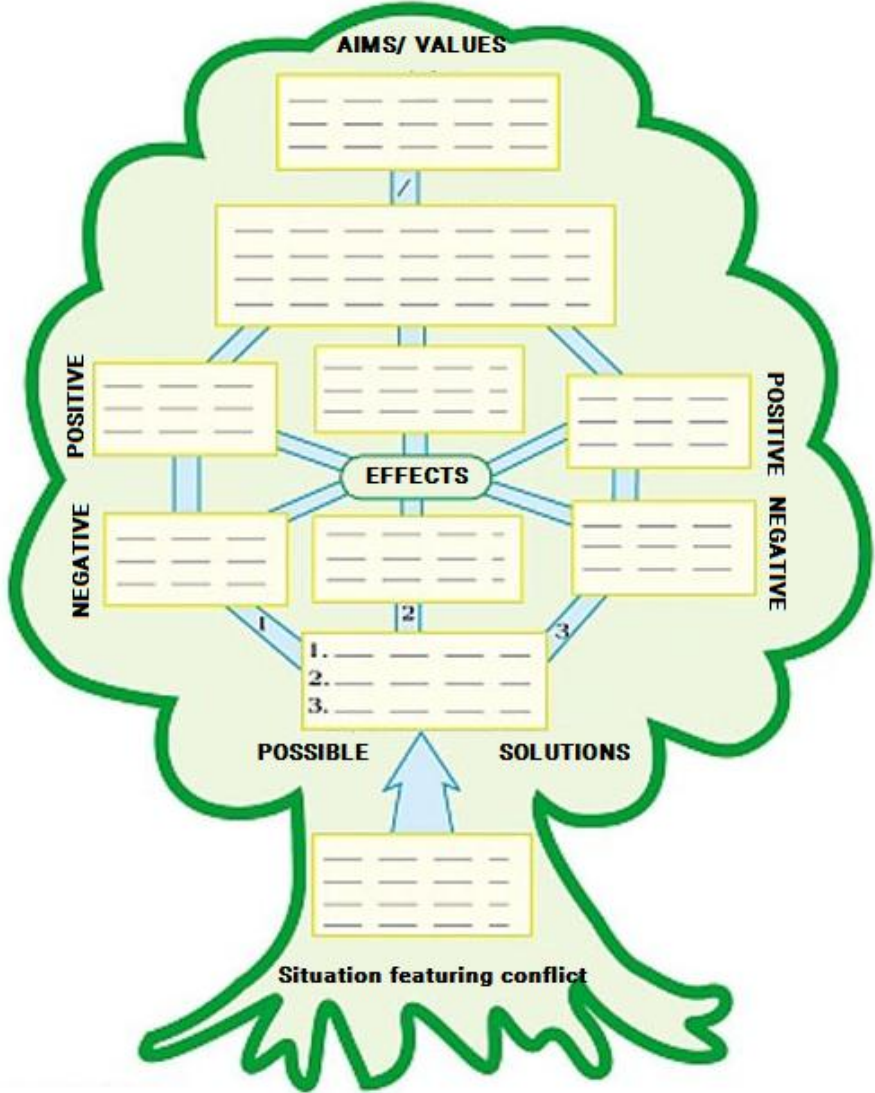 AIMS/ VALUES
/
POSITIVE
POSITIVE
EFFECTS
NEGATIVE
NEGATIVE
1
2
3
1.
2.
3.
POSSIBLE SOLUTIONS
Situation featuring conflict